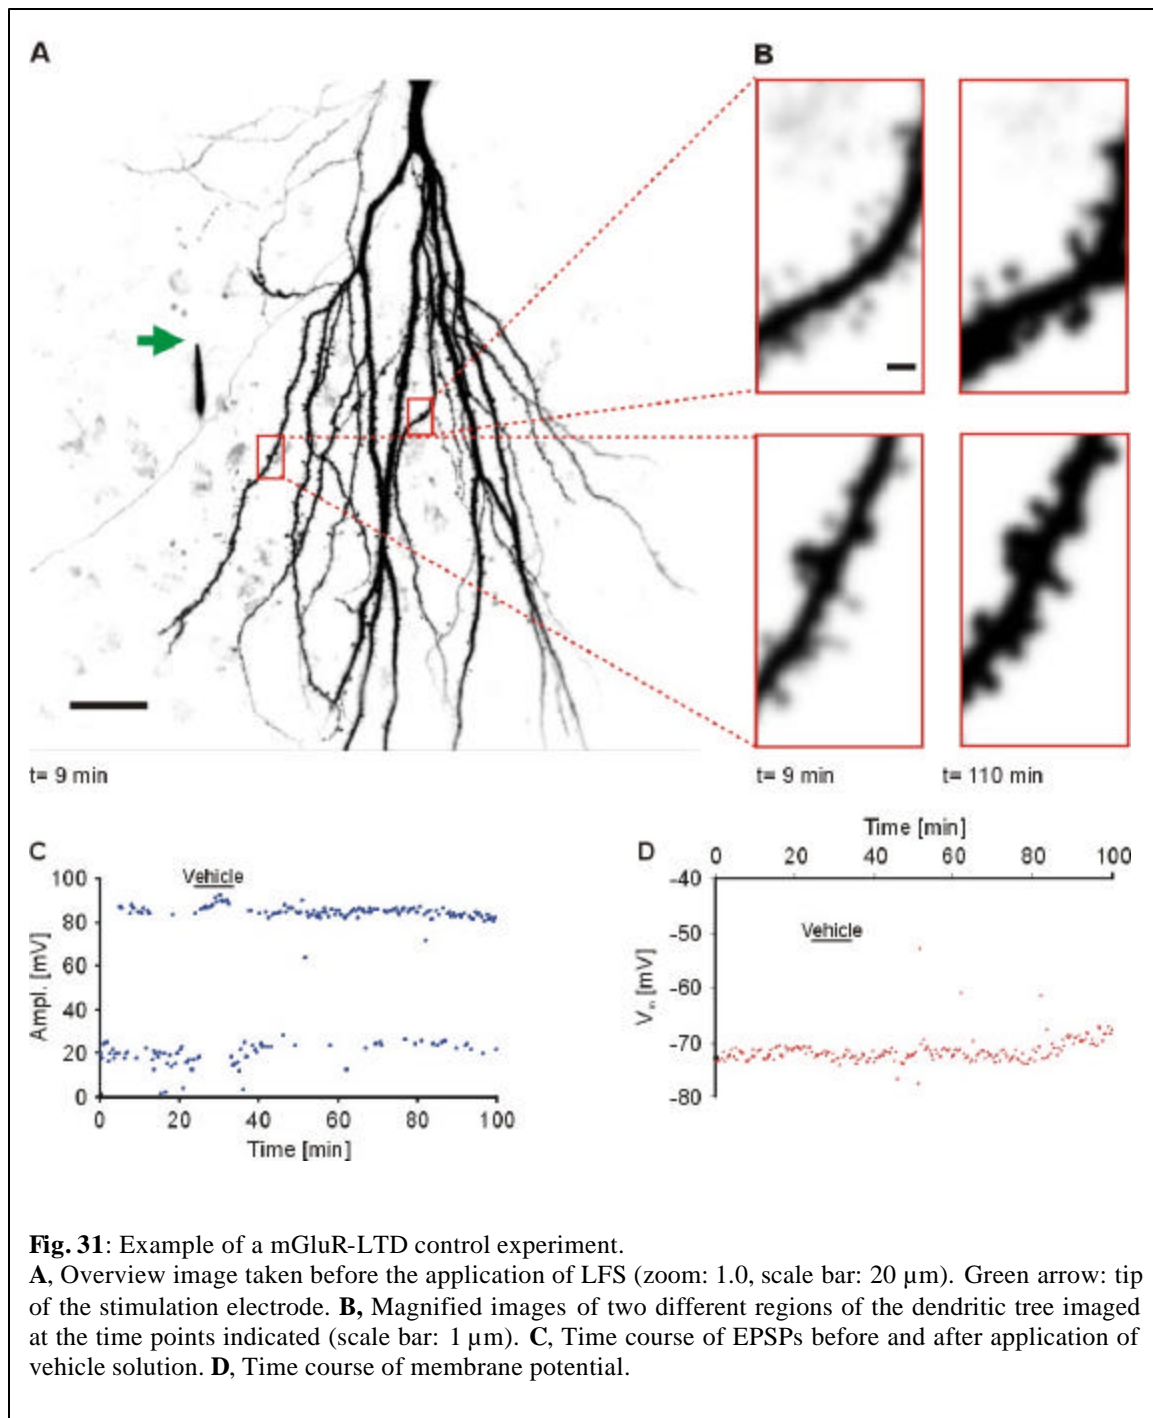 A
B
t= 9 min
t= 9 min
t= 110 min
C
Vehicle
100
80
60
40
20
0
Ampl. [mV]
0 20 40 60 80 100
Time [min]
D
Time [min]
0 20 40 60 80 100
-40
-50
-60
-70
-80
Vehicle
Fig. 31: Example of a mGluR-LTD control experiment.
A, Overview image taken before the application of LFS (zoom: 1.0, scale bar: 20 µm). Green arrow: tip
of the stimulation electrode. B, Magnified images of two different regions of the dendritic tree imaged
at the time points indicated (scale bar: 1 µm). C, Time course of EPSPs before and after application of
vehicle solution. D, Time course of membrane potential.